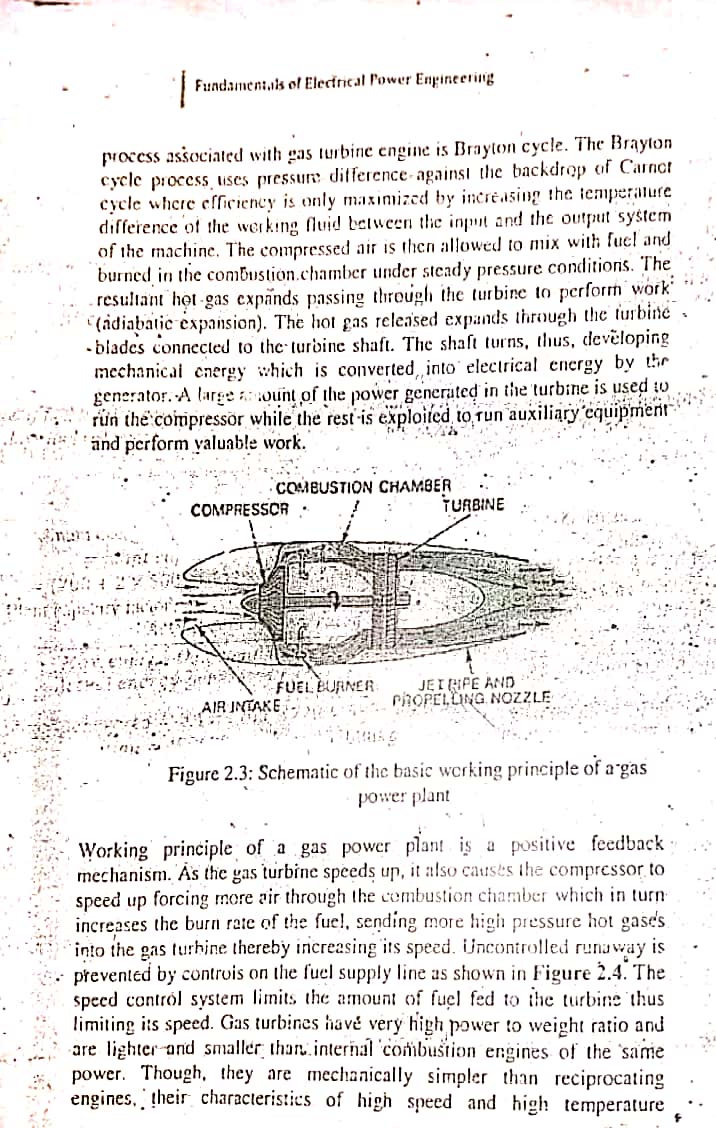 Fundamentals of Electrical Power Engineering
process associated with gas turbine engine is Brayton cycle. The Brayton
cycle process uses pressure difference against the backdrop of Carnot
cycle where efficiency is only maximized by increasing the temperature
difference of the working fluid between the input and the output system
of the machine. The compressed air is then allowed to mix with fuel and
burned in the combustion chamber under steady pressure conditions. The
resultant hot gas expands passing through the turbine to perform work
(adiabatic expansion). The hot gas released expands through the turbine
blades connected to the turbine shaft. The shaft turns, thus, developing
mechanical energy which is converted into electrical energy by the
generator. A large amount of the power generated in the turbine is used to
run the compressor while the rest is exploited to run auxiliary equipment
and perform valuable work.
COMBUSTION CHAMBER
COMPRESSOR
TURBINE
FUEL BURNER
JET PIPE AND
PROPELLING NOZZLE
AIR INTAKE
Figure 2.3: Schematic of the basic working principle of a gas
power plant
Working principle of a gas power plant is a positive feedback
mechanism. As the gas turbine speeds up, it also causes the compressor to
speed up forcing more air through the combustion chamber which in turn
increases the burn rate of the fuel, sending more high pressure hot gases
into the gas turbine thereby increasing its speed. Uncontrolled runaway is
prevented by controls on the fuel supply line as shown in Figure 2.4. The
speed control system limits the amount of fuel fed to the turbine thus
limiting its speed. Gas turbines have very high power to weight ratio and
are lighter and smaller than internal combustion engines of the same
power. Though, they are mechanically simpler than reciprocating
engines, their characteristics of high speed and high temperature